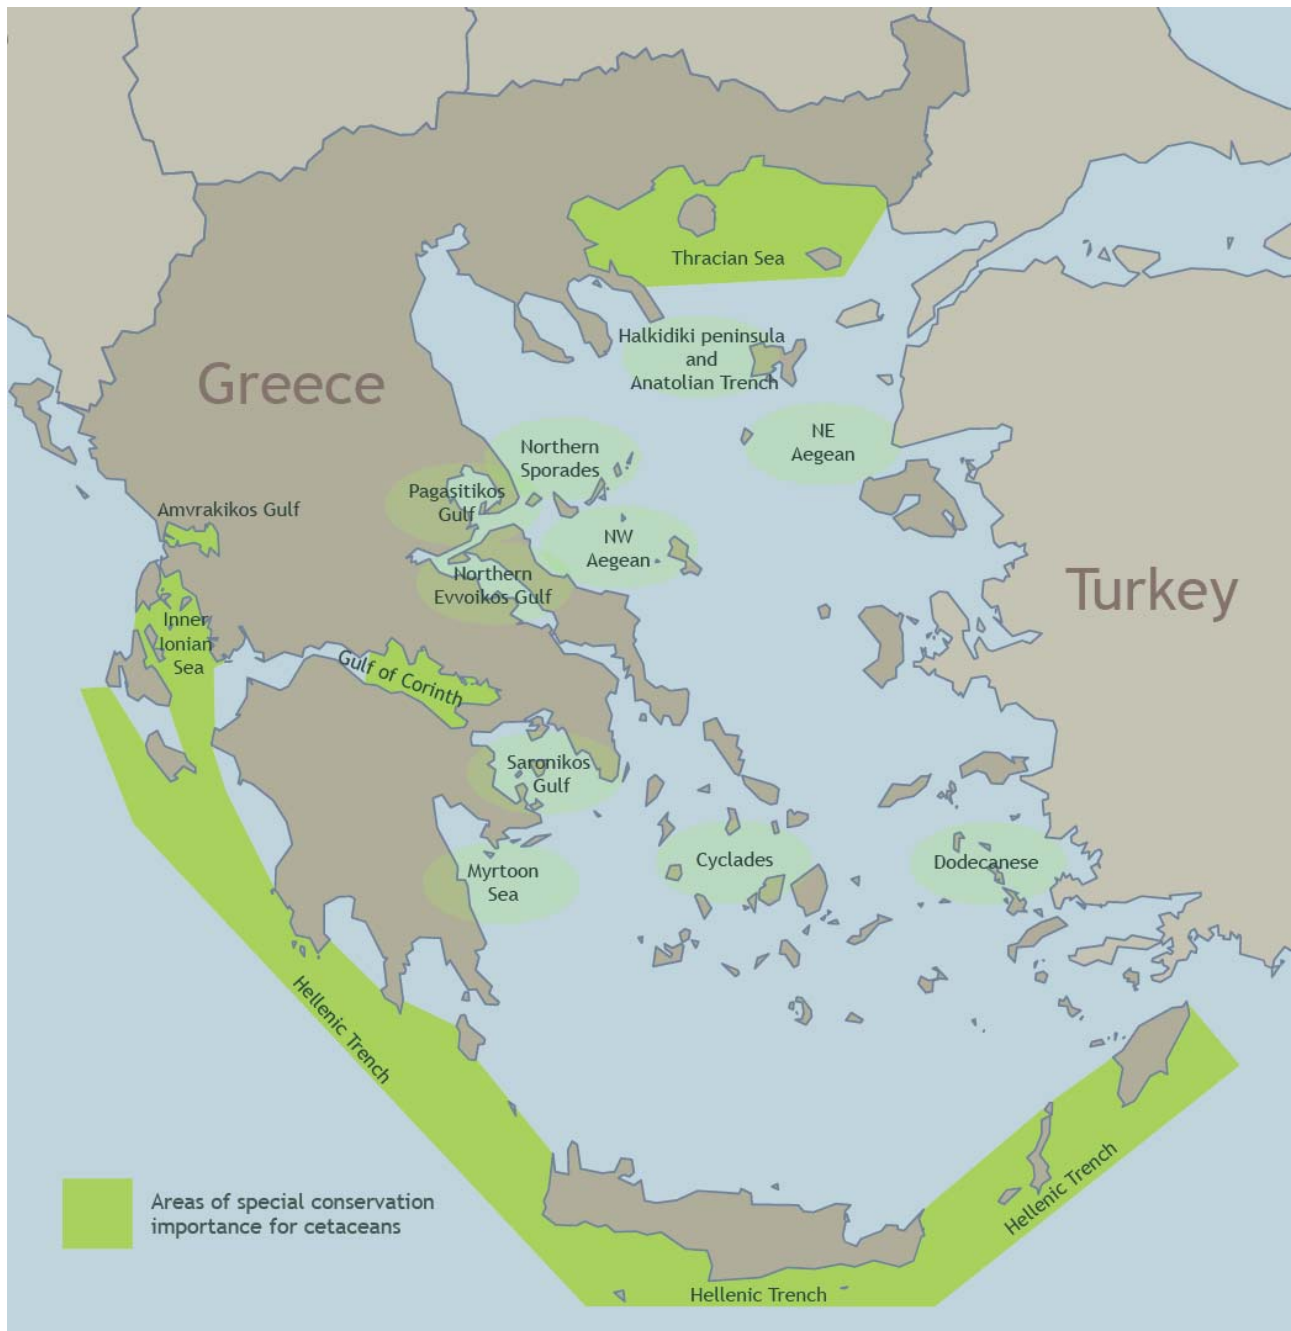 Thracian Sea
Halkidiki peninsula
and
Anatolian Trench
Greece
NE
Aegean
Northern
Sporades
Pagasitikos
Gulf
Amvrakikos Gulf
NW
Aegean
Northern
Evvoikos Gulf
Turkey
Inner
Ionian
Sea
Gulf of Corinth
Saronikos
Gulf
Cyclades
Dodecanese
Myrtoon
Sea
Hellenic Trench
Hellenic Trench
Areas of special conservation
importance for cetaceans
Hellenic Trench